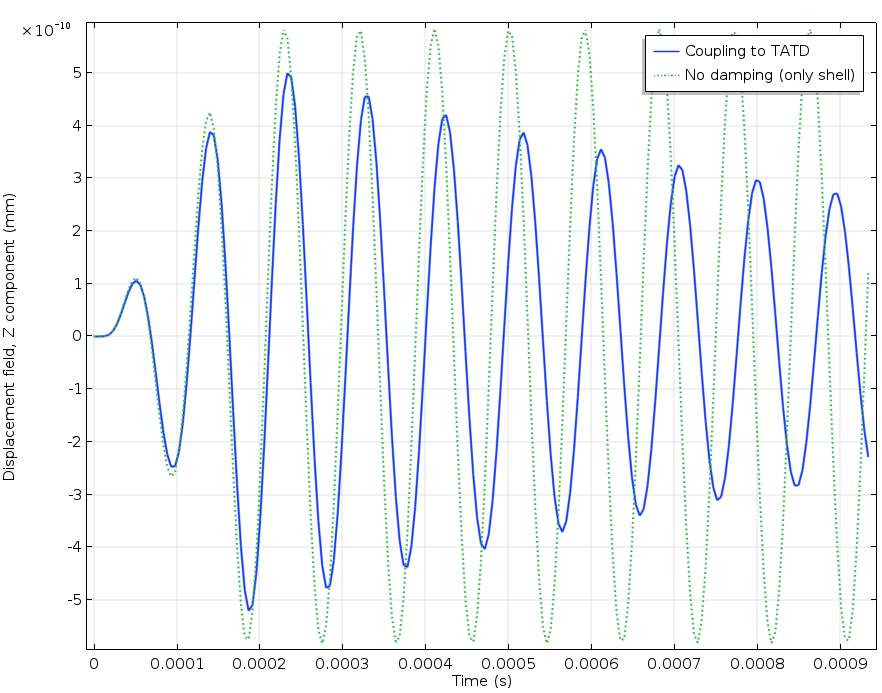 ×10⁻¹⁰
Coupling to TATD
No damping (only shell)
5
4
3
2
1
0
-1
-2
-3
-4
-5
Displacement field, Z component (mm)
0 0.0001 0.0002 0.0003 0.0004 0.0005 0.0006 0.0007 0.0008 0.0009
Time (s)